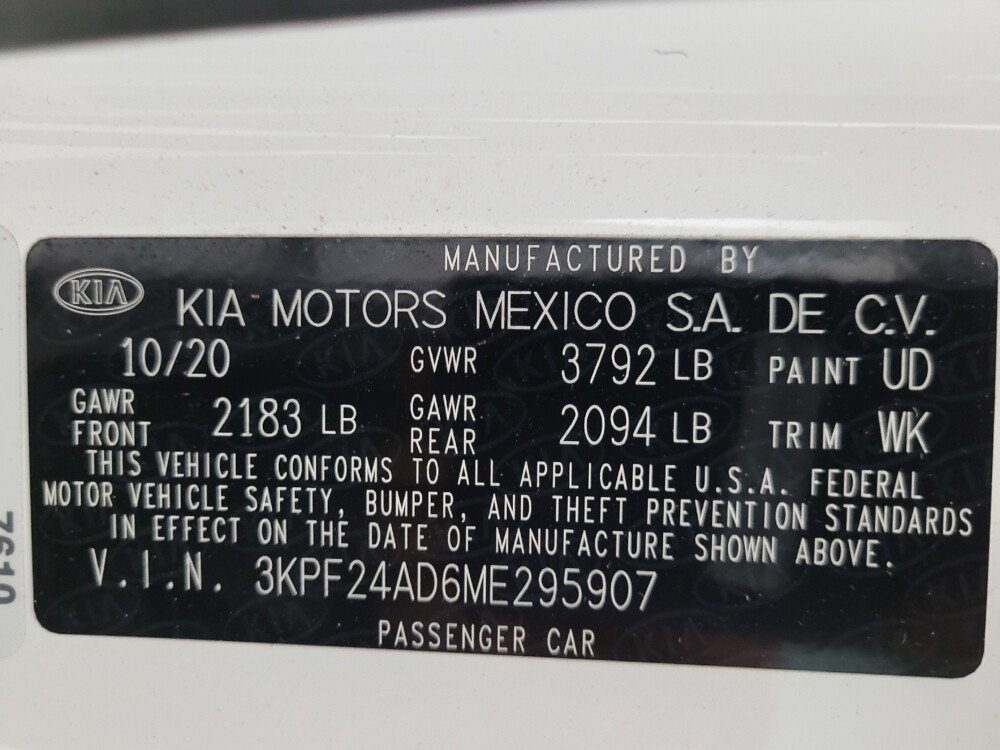 MANUFACTURED BY
KIA
KIA MOTORS MEXICO S.A. DE C.V.
10/20 GVWR 3792 LB PAINT UD
GAWR FRONT 2183 LB GAWR REAR 2094 LB TRIM WK
THIS VEHICLE CONFORMS TO ALL APPLICABLE U.S.A. FEDERAL
MOTOR VEHICLE SAFETY, BUMPER, AND THEFT PREVENTION STANDARDS
IN EFFECT ON THE DATE OF MANUFACTURE SHOWN ABOVE.
V.I.N. 3KPF24AD6ME295907
PASSENGER CAR